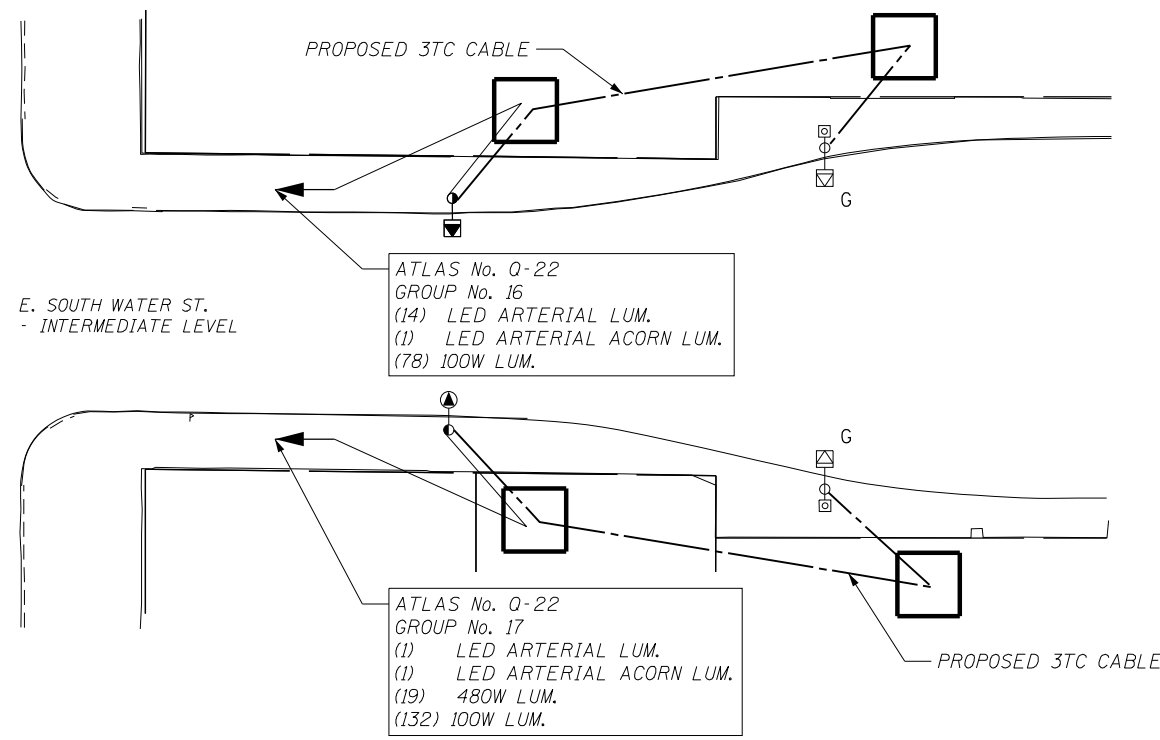 PROPOSED 3TC CABLE
G
ATLAS No. Q-22
GROUP No. 16
(14) LED ARTERIAL LUM.
(1) LED ARTERIAL ACORN LUM.
(78) 100W LUM.
E. SOUTH WATER ST.
- INTERMEDIATE LEVEL
G
ATLAS No. Q-22
GROUP No. 17
(1) LED ARTERIAL LUM.
(1) LED ARTERIAL ACORN LUM.
(19) 480W LUM.
(132) 100W LUM.
PROPOSED 3TC CABLE